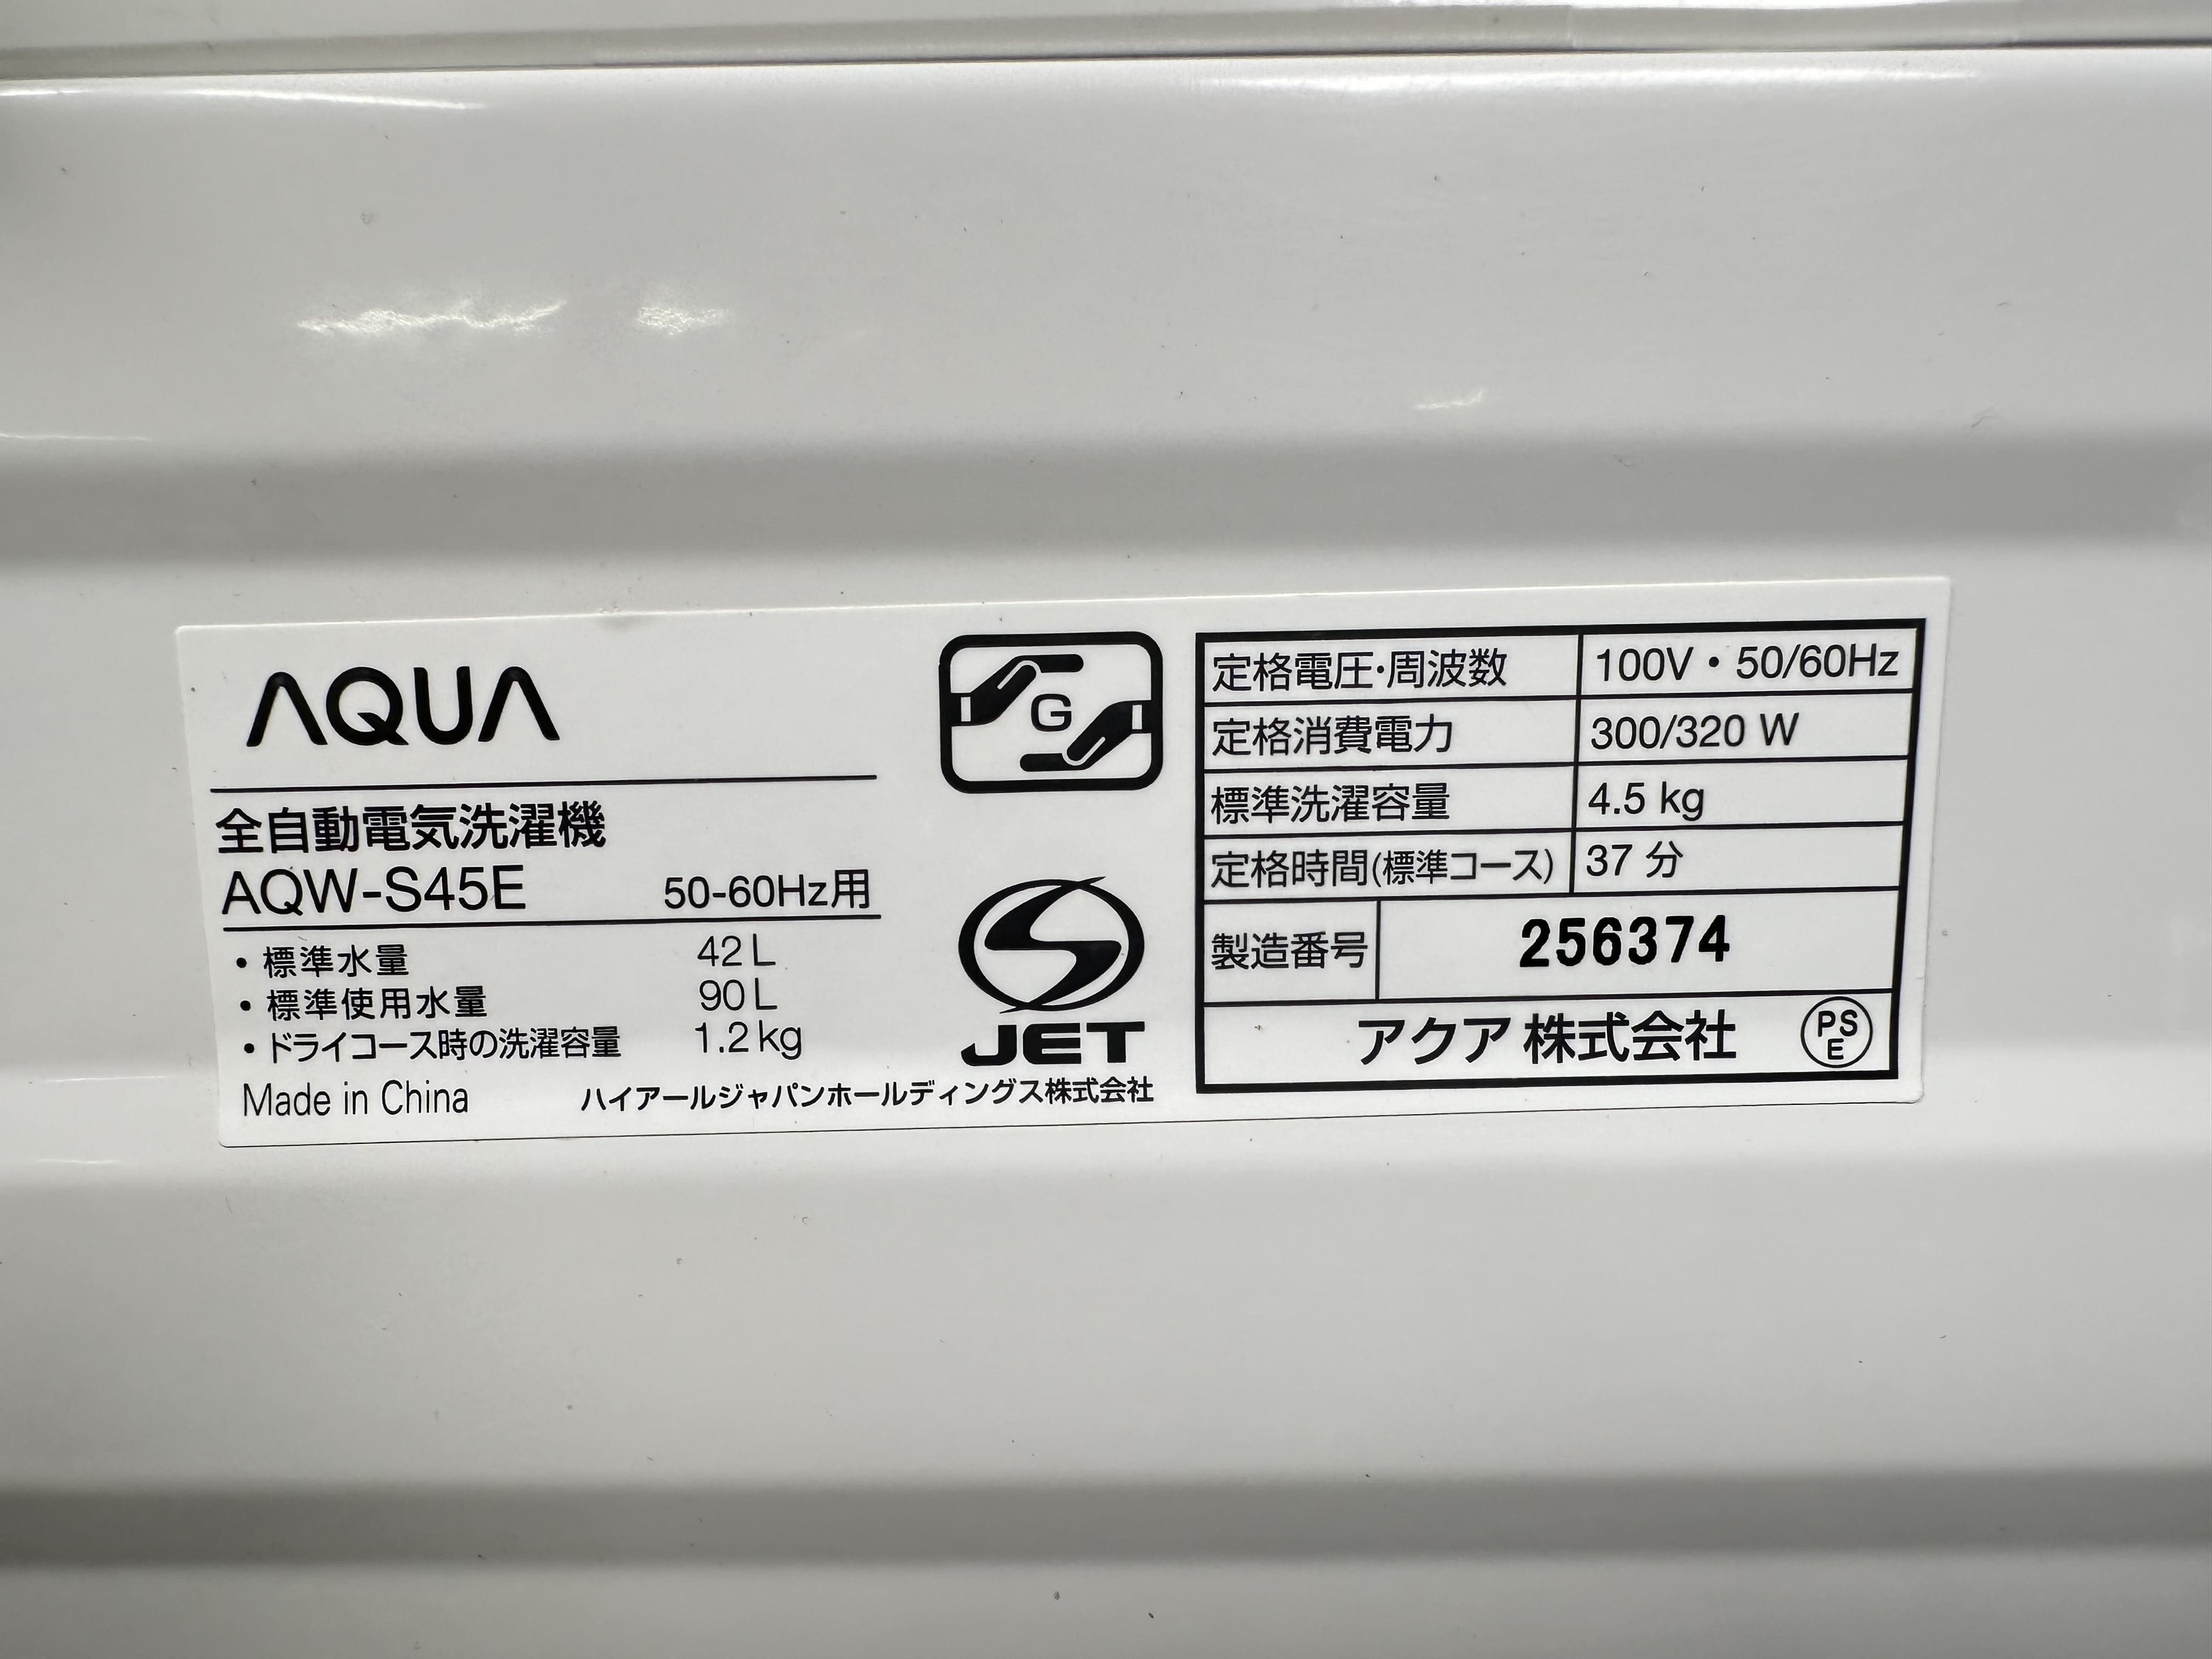 AQUA
全自動電気洗濯機
AQW-S45E 50-60Hz用
・標準水量 42L
・標準使用水量 90L
・ドライコース時の洗濯容量 1.2kg
Made in China
G
JET
ハイアールジャパンホールディングス株式会社
定格電圧・周波数 100V・50/60Hz
定格消費電力 300/320 W
標準洗濯容量 4.5 kg
定格時間(標準コース) 37 分
製造番号 256374
アクア 株式会社
PS
E